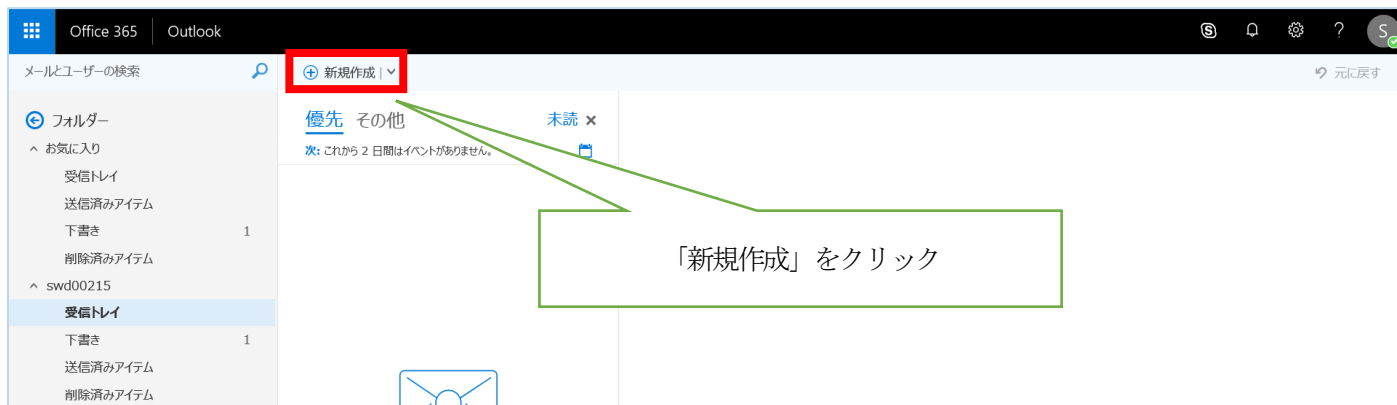 Office 365 Outlook ? S
メールとユーザーの検索
新規作成
元に戻す
フォルダー
お気に入り
受信トレイ
送信済みアイテム
下書き 1
削除済みアイテム
swd00215
受信トレイ
下書き 1
送信済みアイテム
削除済みアイテム
優先 その他 未読 ×
次: これから 2 日間はイベントがありません。
「新規作成」をクリック